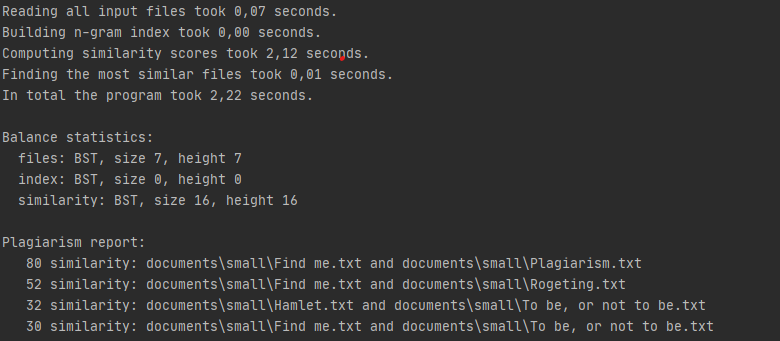 Reading all input files took 0,07 seconds.
Building n-gram index took 0,00 seconds.
Computing similarity scores took 2,12 seconds.
Finding the most similar files took 0,01 seconds.
In total the program took 2,22 seconds.

Balance statistics:
  files: BST, size 7, height 7
  index: BST, size 0, height 0
  similarity: BST, size 16, height 16

Plagiarism report:
   80 similarity: documents\small\Find me.txt and documents\small\Plagiarism.txt
   52 similarity: documents\small\Find me.txt and documents\small\Rogeting.txt
   32 similarity: documents\small\Hamlet.txt and documents\small\To be, or not to be.txt
   30 similarity: documents\small\Find me.txt and documents\small\To be, or not to be.txt